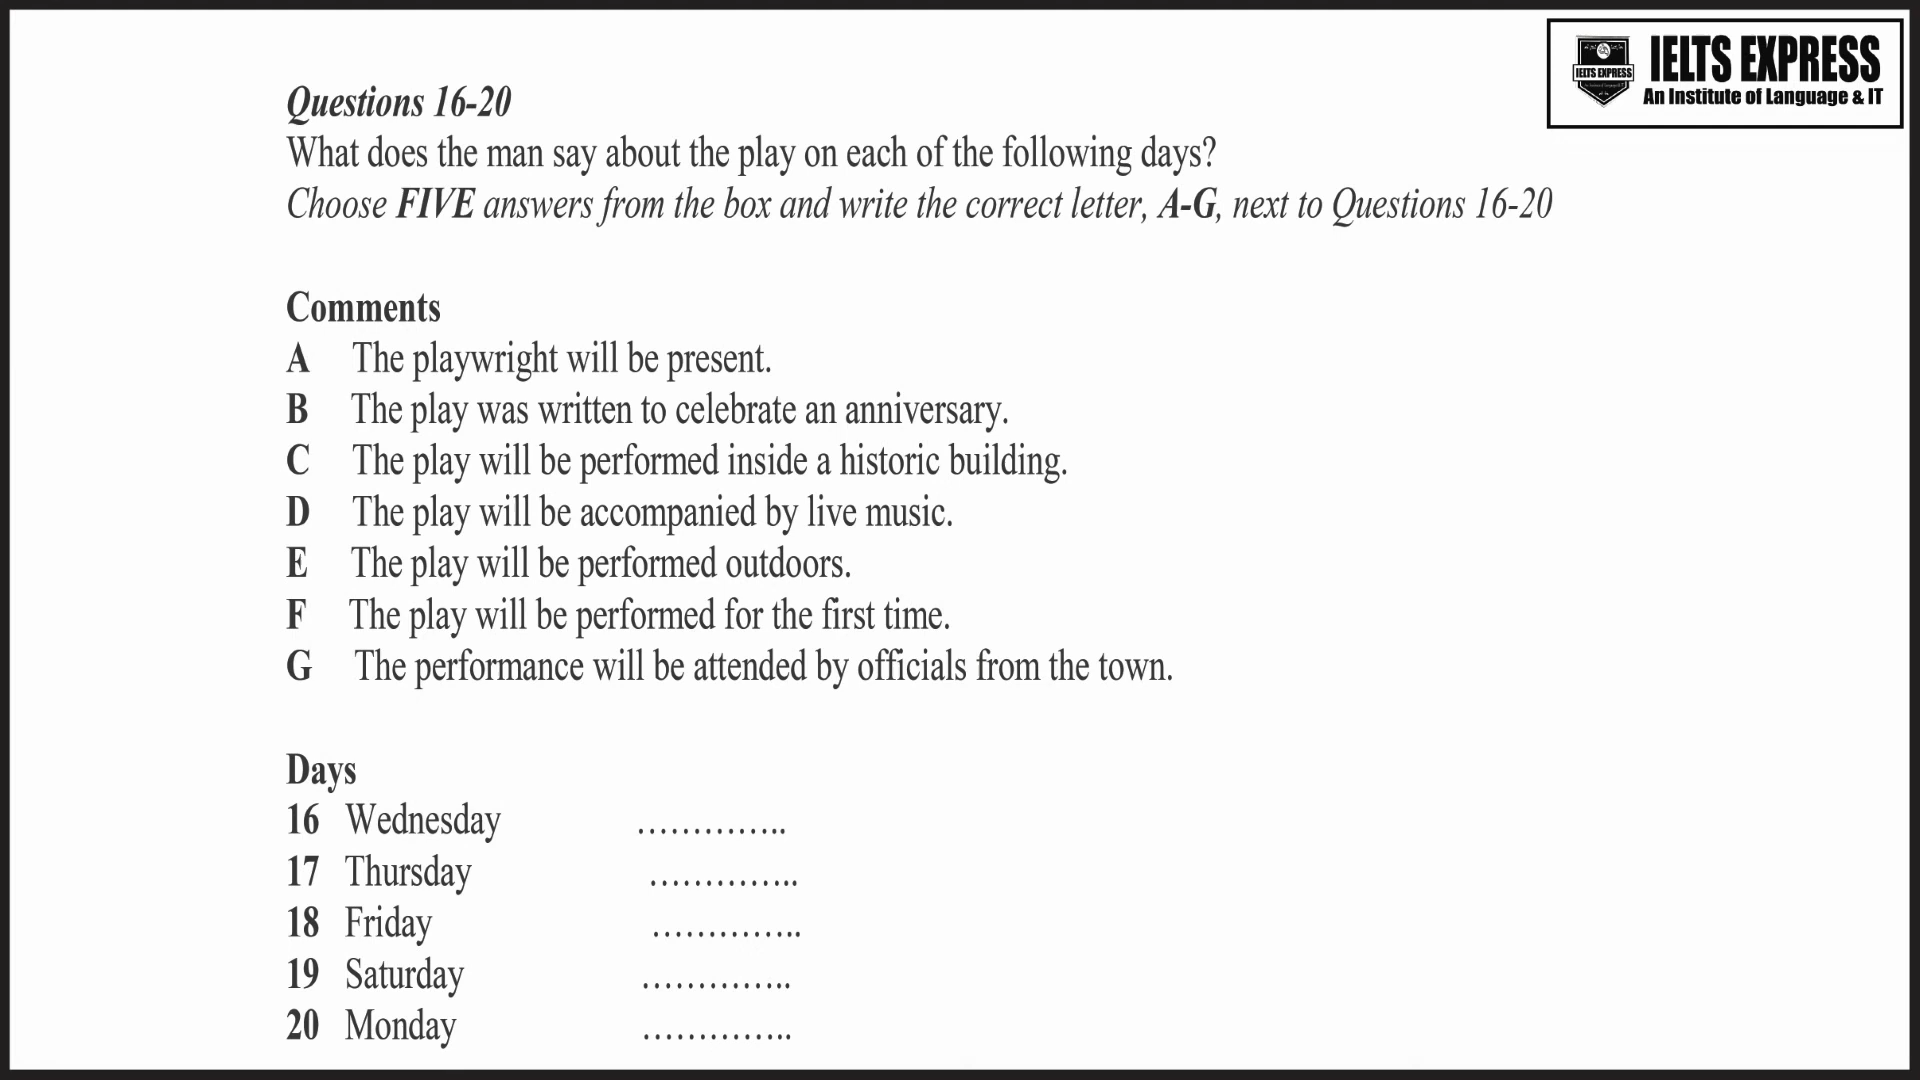 IELTS EXPRESS
IELTS EXPRESS
An Institute of Language & IT
Questions 16-20
What does the man say about the play on each of the following days?
Choose FIVE answers from the box and write the correct letter, A-G, next to Questions 16-20
Comments
A The playwright will be present.
B The play was written to celebrate an anniversary.
C The play will be performed inside a historic building.
D The play will be accompanied by live music.
E The play will be performed outdoors.
F The play will be performed for the first time.
G The performance will be attended by officials from the town.
Days
16 Wednesday …………..
17 Thursday …………..
18 Friday …………..
19 Saturday …………..
20 Monday …………..